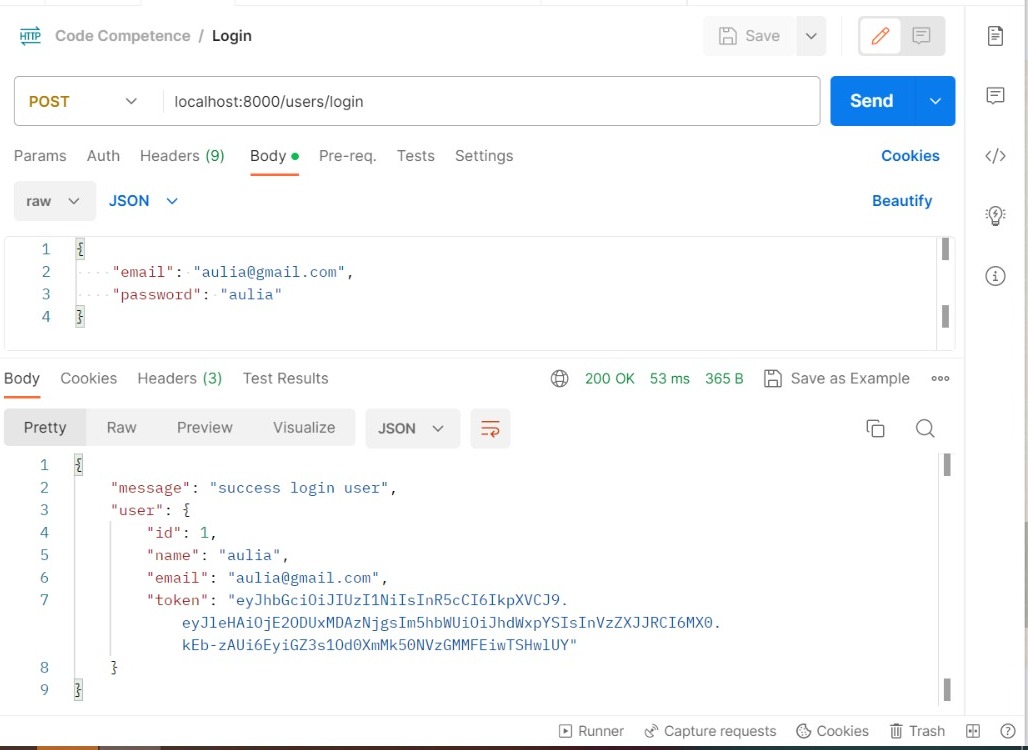 HTTP Code Competence / Login Save
POST localhost:8000/users/login Send
Params Auth Headers (9) Body Pre-req. Tests Settings Cookies
raw JSON Beautify
1 {
2 "email": "aulia@gmail.com",
3 "password": "aulia"
4 }
Body Cookies Headers (3) Test Results 200 OK 53 ms 365 B Save as Example
Pretty Raw Preview Visualize JSON
1 {
2 "message": "success login user",
3 "user": {
4 "id": 1,
5 "name": "aulia",
6 "email": "aulia@gmail.com",
7 "token": "eyJhbGciOiJIUzI1NiIsInR5cCI6IkpXVCJ9.
eyJleHAiOjE2ODUxMDAzNjgsIm5hbWUiOiJhdWxpYSIsInVzZXJJRCI6MX0.
kEb-zAUi6EyiGZ3s1Od0XmMk50NVzGMMFEiwTSHwlUY"
8 }
9 }
Runner Capture requests Cookies Trash